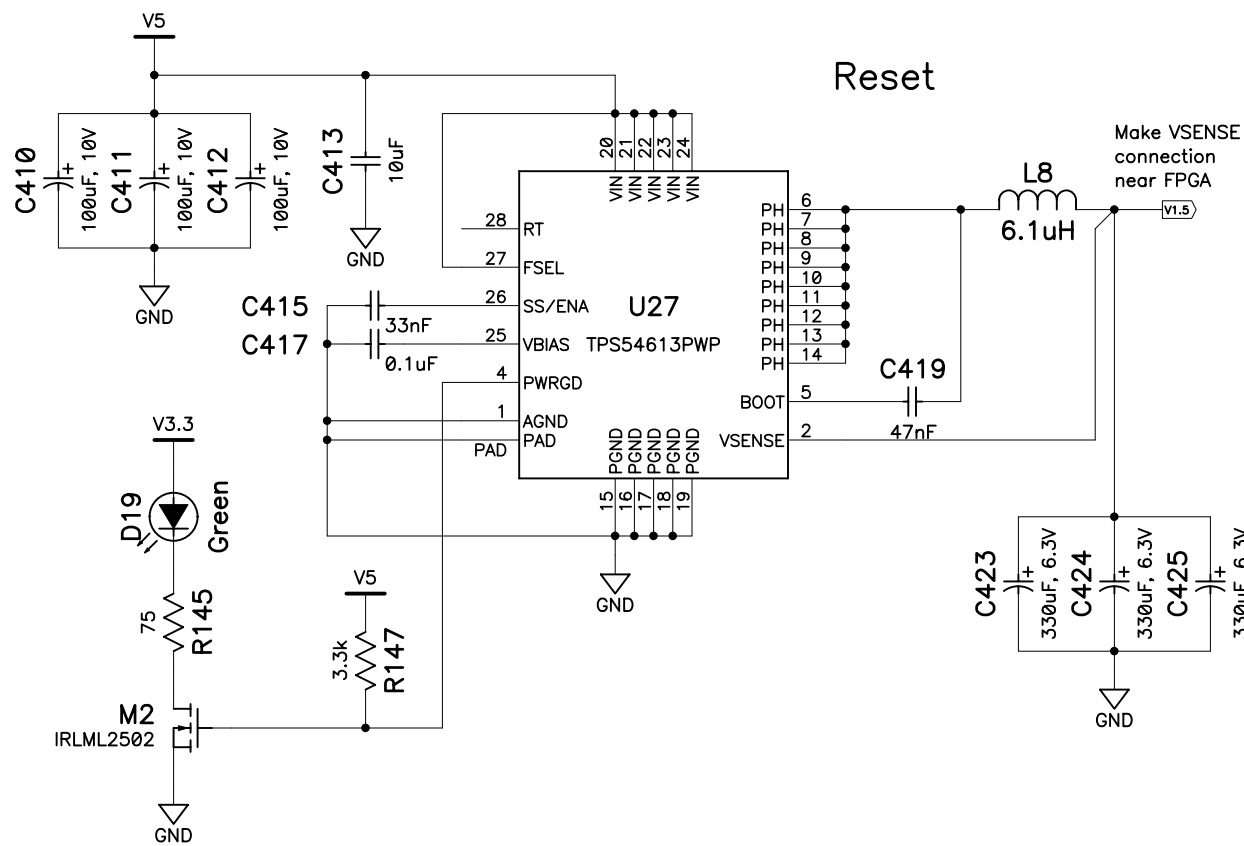 V5
Reset
C410
100uF, 10V
C411
100uF, 10V
C412
100uF, 10V
C413
10uF
GND
GND
20
21
22
23
24
VIN
VIN
VIN
VIN
VIN
28
RT
27
FSEL
C415
33nF
26
SS/ENA
C417
0.1uF
25
VBIAS
4
PWRGD
1
AGND
PAD
PAD
U27
TPS54613PWP
PH
6
PH
7
PH
8
PH
9
PH
10
PH
11
PH
12
PH
13
PH
14
BOOT
5
C419
47nF
VSENSE
2
PGND
PGND
PGND
PGND
PGND
15
16
17
18
19
GND
L8
6.1uH
Make VSENSE
connection
near FPGA
V1.5
C423
330uF, 6.3V
C424
330uF, 6.3V
C425
330uF, 6.3V
GND
V3.3
D19
Green
75
R145
V5
3.3k
R147
M2
IRLML2502
GND